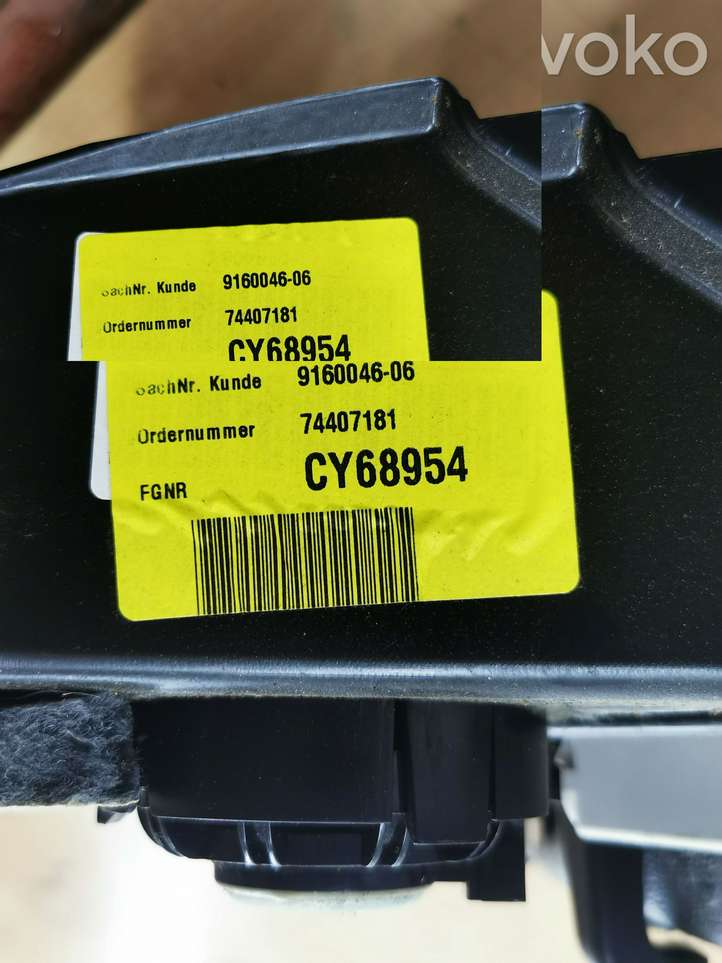 voko
SachNr. Kunde 9160046-06
Ordernummer 74407181
CY68954
SachNr. Kunde 9160046-06
Ordernummer 74407181
FGNR CY68954